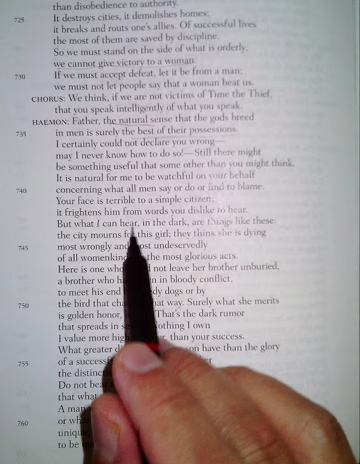 than disobedience to authority.
725 It destroys cities, it demolishes homes;
it breaks and routs one's allies. Of successful lives
the most of them are saved by discipline.
So we must stand on the side of what is orderly;
we cannot give victory to a woman.
730 If we must accept defeat, let it be from a man;
we must not let people say that a woman beat us.
CHORUS: We think, if we are not victims of Time the Thief,
that you speak intelligently of what you speak.
HAEMON: Father, the natural sense that the gods breed
735 in men is surely the best of their possessions.
I certainly could not declare you wrong—
may I never know how to do so!—Still there might
be something useful that some other than you might think.
It is natural for me to be watchful on your behalf
740 concerning what all men say or do or find to blame.
Your face is terrible to a simple citizen;
it frightens him from words you dislike to hear.
But what I can hear, in the dark, are things like these:
the city mourns for this girl; they think she is dying
745 most wrongly and most undeservedly
of all womenkind the most glorious acts.
Here is one who not leave her brother unburied,
a brother who in bloody conflict,
to meet his end dogs or by
750 the bird that that way. Surely what she merits
is golden honor, That's the dark rumor
that spreads in nothing I own
I value more than your success.
What greater have than the glory
755 of a
the
Do not
that what
A man
760 or
unique
to be